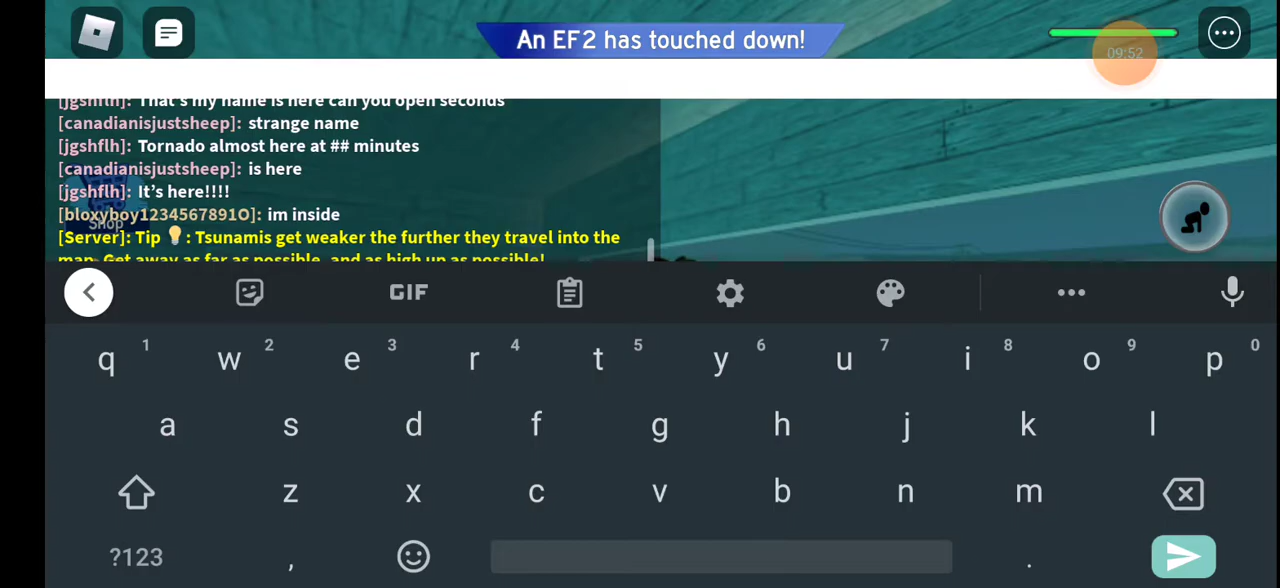 An EF2 has touched down!
09:52
[jgshflh]: That's my name is here can you open seconds
[canadianisjustsheep]: strange name
[jgshflh]: Tornado almost here at ## minutes
[canadianisjustsheep]: is here
[jgshflh]: It's here!!!!
[bloxyboy1234567891O]: im inside
Shop
[Server]: Tip 💡: Tsunamis get weaker the further they travel into the
map. Get away as far as possible, and as high up as possible!
GIF
q 1 w 2 e 3 r 4 t 5 y 6 u 7 i 8 o 9 p 0
a s d f g h j k l
z x c v b n m
?123 , .